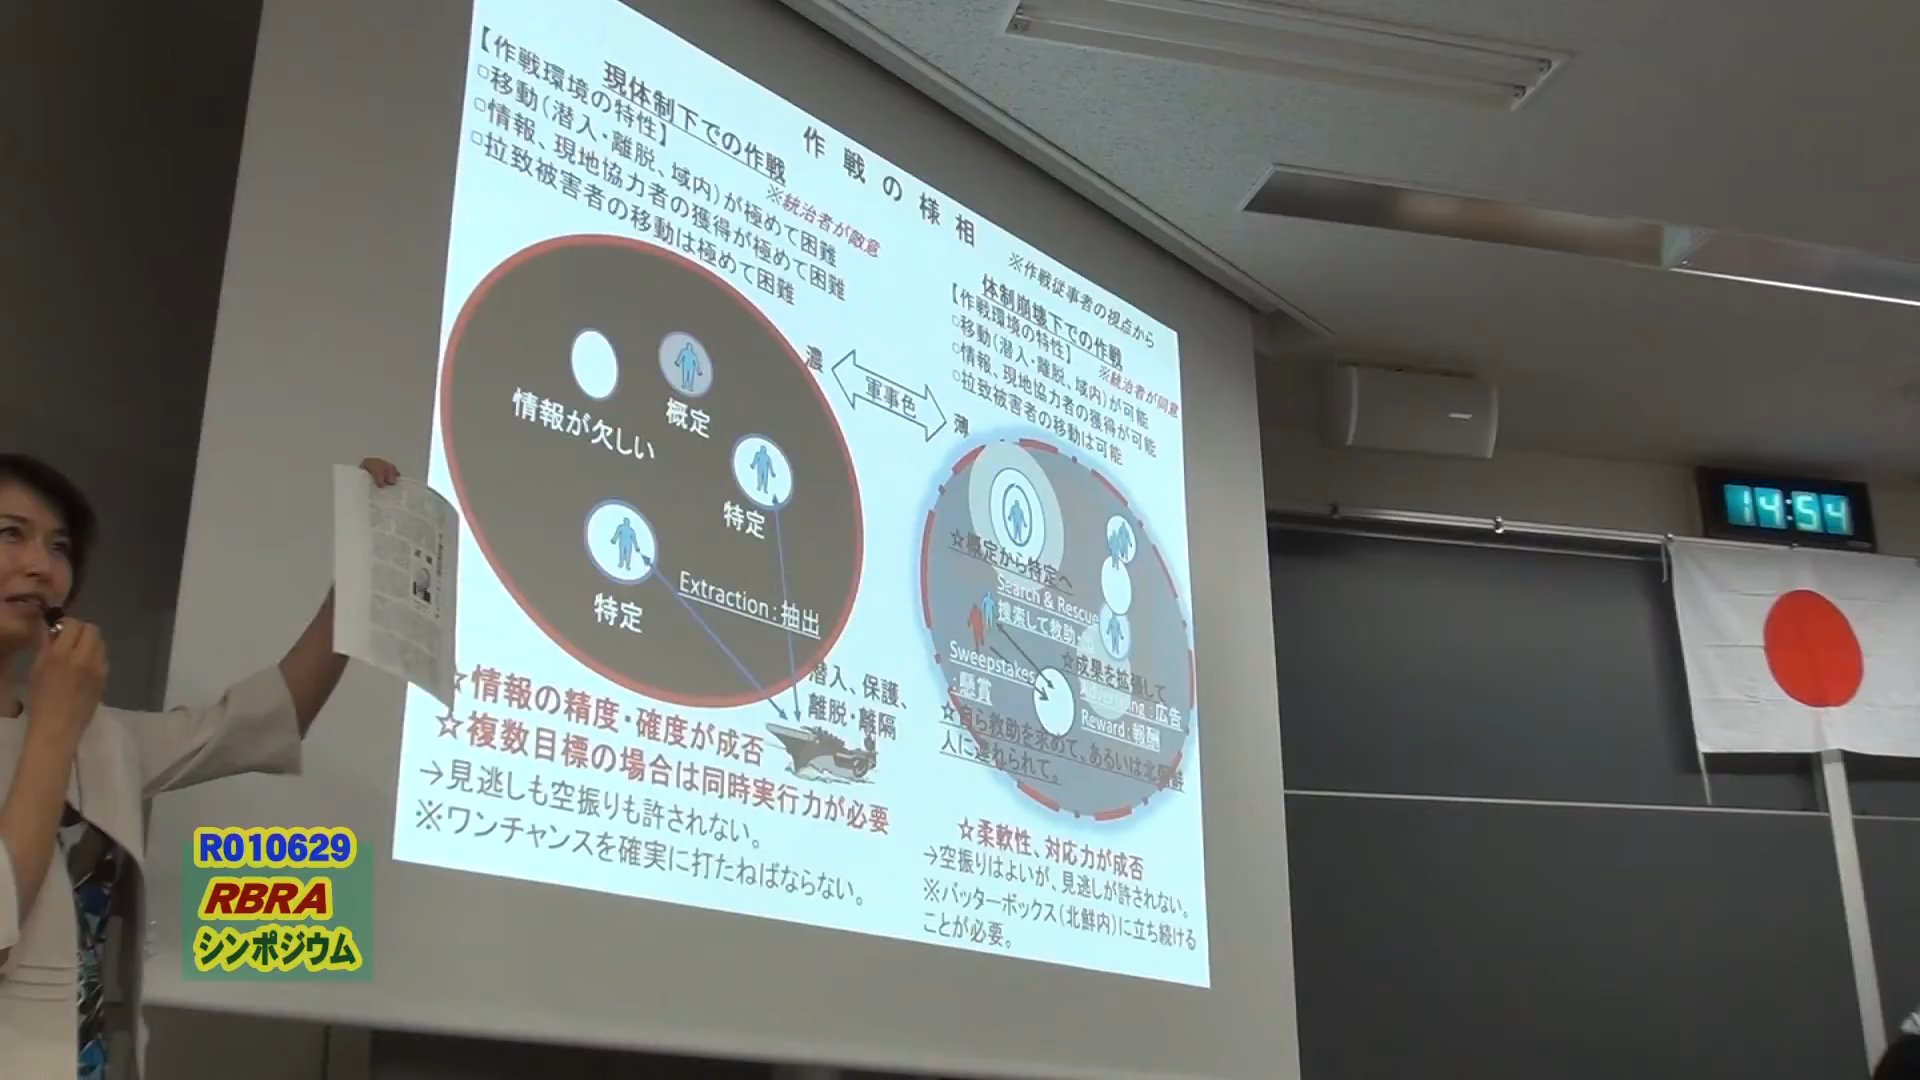 作戦の様相
※作戦従事者の視点から
現体制下での作戦
※統治者が敵意
【作戦環境の特性】
□移動(潜入・離脱、域内)が極めて困難
□情報、現地協力者の獲得が極めて困難
□拉致被害者の移動は極めて困難
情報が欠しい
概定
特定
特定
Extraction:抽出
潜入、保護、
離脱・離隔
☆情報の精度・確度が成否
☆複数目標の場合は同時実行力が必要
→見逃しも空振りも許されない。
※ワンチャンスを確実に打たねばならない。
濃
軍事色
薄
体制崩壊下での作戦
※統治者が同意
【作戦環境の特性】
□移動(潜入・離脱、域内)が可能
□情報、現地協力者の獲得が可能
□拉致被害者の移動は可能
☆概定から特定へ
Search & Rescue
捜索して救助
Sweepstakes
:懸賞
☆成果を拡張して
:広告
Reward:報酬
☆自ら救助を求めて、あるいは北朝鮮
人に連れられて。
☆柔軟性、対応力が成否
→空振りはよいが、見逃しが許されない。
※バッターボックス(北鮮内)に立ち続ける
ことが必要。
14:54
R010629
RBRA
シンポジウム